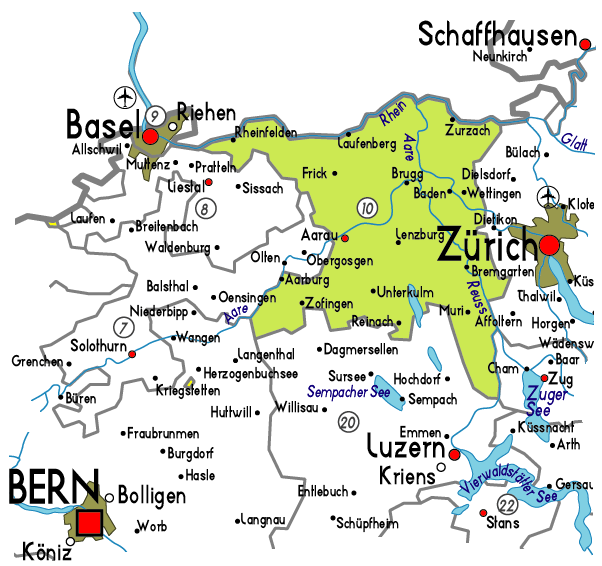 Schaffhausen
Neunkirch
9
Riehen
Rhein
Basel
Rheinfelden
Laufenberg
Aare
Zurzach
Glatt
Allschwil
Muttenz
Pratteln
Bülach
Liestal
Sissach
Frick
Brugg
Dielsdorf
Baden
Wettingen
8
10
Klote
Laufen
Breitenbach
Dietikon
Waldenburg
Aarau
Lenzburg
Zürich
Olten
Obergosgen
Bremgarten
Balsthal
Aarburg
Küs
Oensingen
Unterkulm
Reuss
Thalwil
Zofingen
Niederbipp
Aare
Reinach
Muri
Affoltern
Horgen
7
Solothurn
Wangen
Wädensw
Langenthal
Dagmersellen
Baar
Grenchen
Herzogenbuchsee
Sursee
Hochdorf
Cham
Zug
Kriegstetten
Sempacher See
Sempach
Zuger
See
Büren
Huttwil
Willisau
20
Fraubrunmen
Emmen
Küssnacht
Burgdorf
Luzern
Arth
Hasle
Kriens
Vierwaldstätter See
BERN
Bolligen
Entlebuch
Gersau
22
Worb
Langnau
Schüpfheim
Stans
Köniz